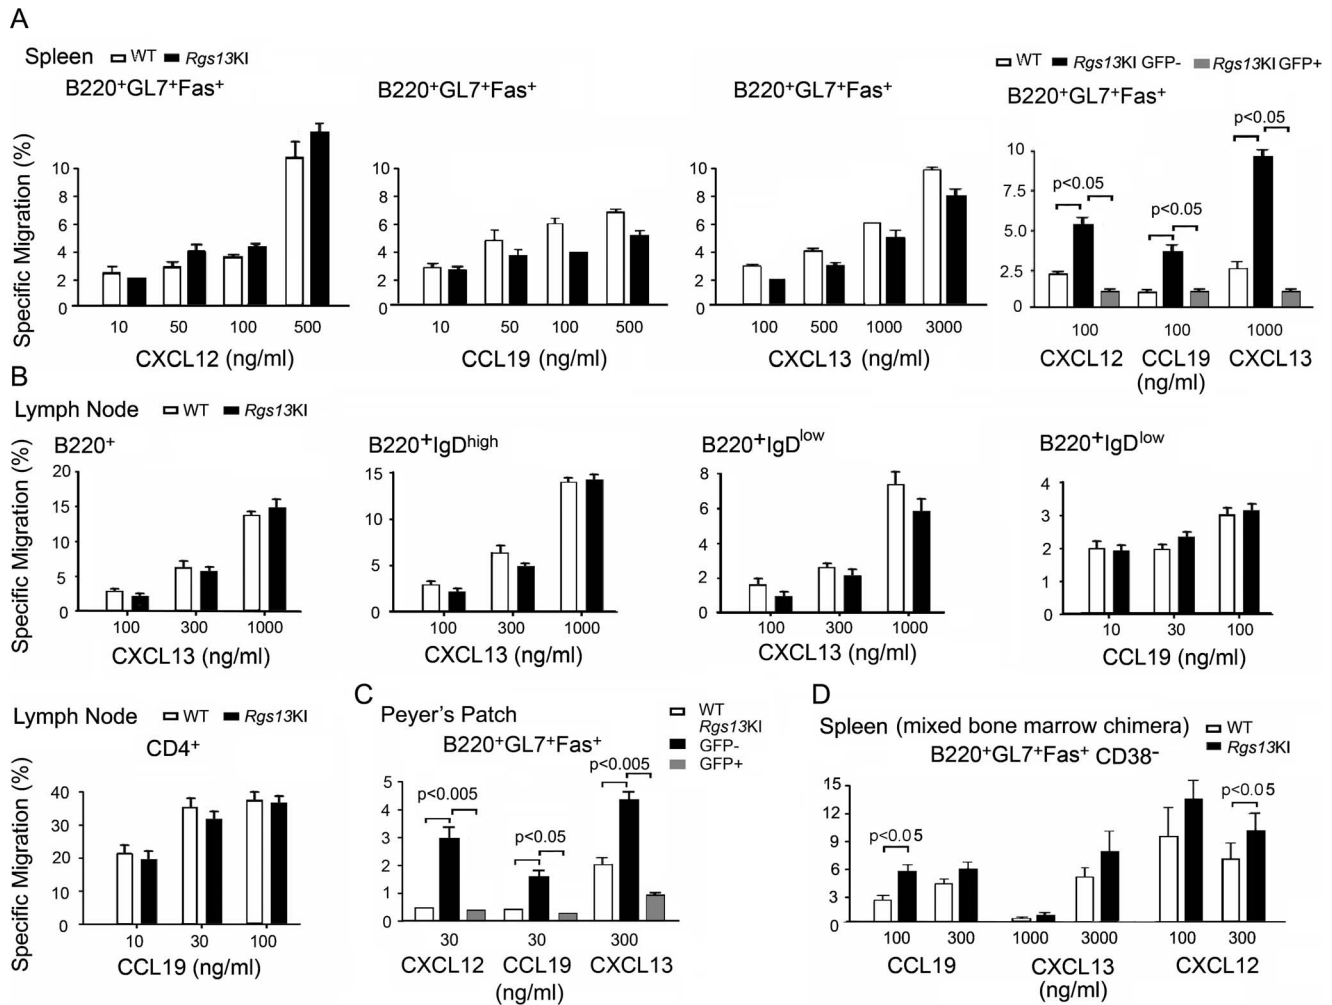 A
Spleen WT Rgs13KI
B220+GL7+Fas+
Specific Migration (%)
10
8
6
4
2
0
10 50 100 500
CXCL12 (ng/ml)
B220+GL7+Fas+
10
8
6
4
2
0
10 50 100 500
CCL19 (ng/ml)
B220+GL7+Fas+
10
8
6
4
2
0
100 500 1000 3000
CXCL13 (ng/ml)
WT Rgs13KI GFP- Rgs13KI GFP+
B220+GL7+Fas+
p<0.05
p<0.05
p<0.05
10
7.5
5.0
2.5
0
100 100 1000
CXCL12 CCL19 CXCL13
(ng/ml)
B
Lymph Node WT Rgs13KI
B220+
Specific Migration (%)
20
15
10
5
0
100 300 1000
CXCL13 (ng/ml)
B220+IgDhigh
15
10
5
0
100 300 1000
CXCL13 (ng/ml)
B220+IgDlow
8
6
4
2
0
100 300 1000
CXCL13 (ng/ml)
B220+IgDlow
4
3
2
1
0
10 30 100
CCL19 (ng/ml)
Lymph Node WT Rgs13KI
CD4+
Specific Migration (%)
40
30
20
10
0
10 30 100
CCL19 (ng/ml)
C
Peyer's Patch
B220+GL7+Fas+
WT
Rgs13KI
GFP-
GFP+
p<0.005
p<0.05
p<0.005
5
4
3
2
1
0
30 30 300
CXCL12 CCL19 CXCL13
(ng/ml)
D
Spleen (mixed bone marrow chimera)
B220+GL7+Fas+ CD38-
WT
Rgs13KI
p<0.05
p<0.05
15
12
9
6
3
0
100 300 1000 3000 100 300
CCL19 CXCL13 CXCL12
(ng/ml)